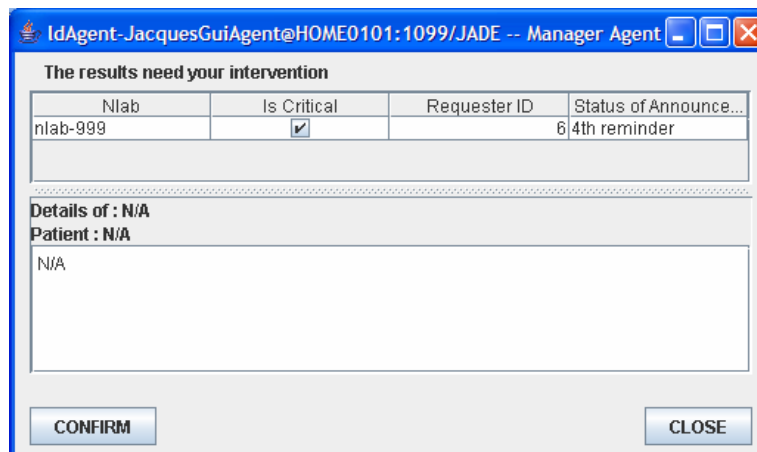 IdAgent-JacquesGuiAgent@HOME0101:1099/JADE -- Manager Agent
The results need your intervention
Nlab Is Critical Requester ID Status of Announce...
nlab-999 6 4th reminder
Details of : N/A
Patient : N/A
N/A
CONFIRM CLOSE